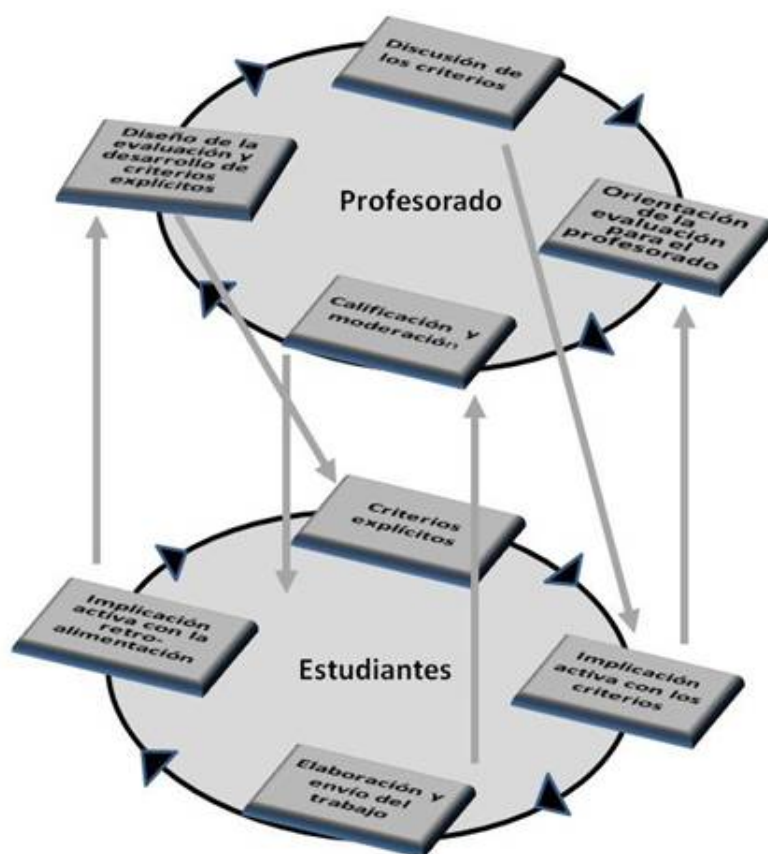 Discusión de
los criterios
Diseño de la
evaluación y
desarrollo de
criterios
explícitos
Profesorado
Orientación
de la
evaluación
para el
profesorado
Calificación y
moderación
Criterios
explícitos
Implicación
activa con la
retro-
alimentación
Estudiantes
Implicación
activa con los
criterios
Elaboración y
envío del
trabajo